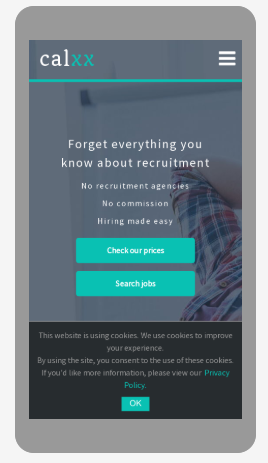 calxx
Forget everything you
know about recruitment
No recruitment agencies
No commission
Hiring made easy
Check our prices
Search jobs
This website is using cookies. We use cookies to improve
your experience.
By using the site, you consent to the use of these cookies.
If you'd like more information, please view our Privacy
Policy.
OK